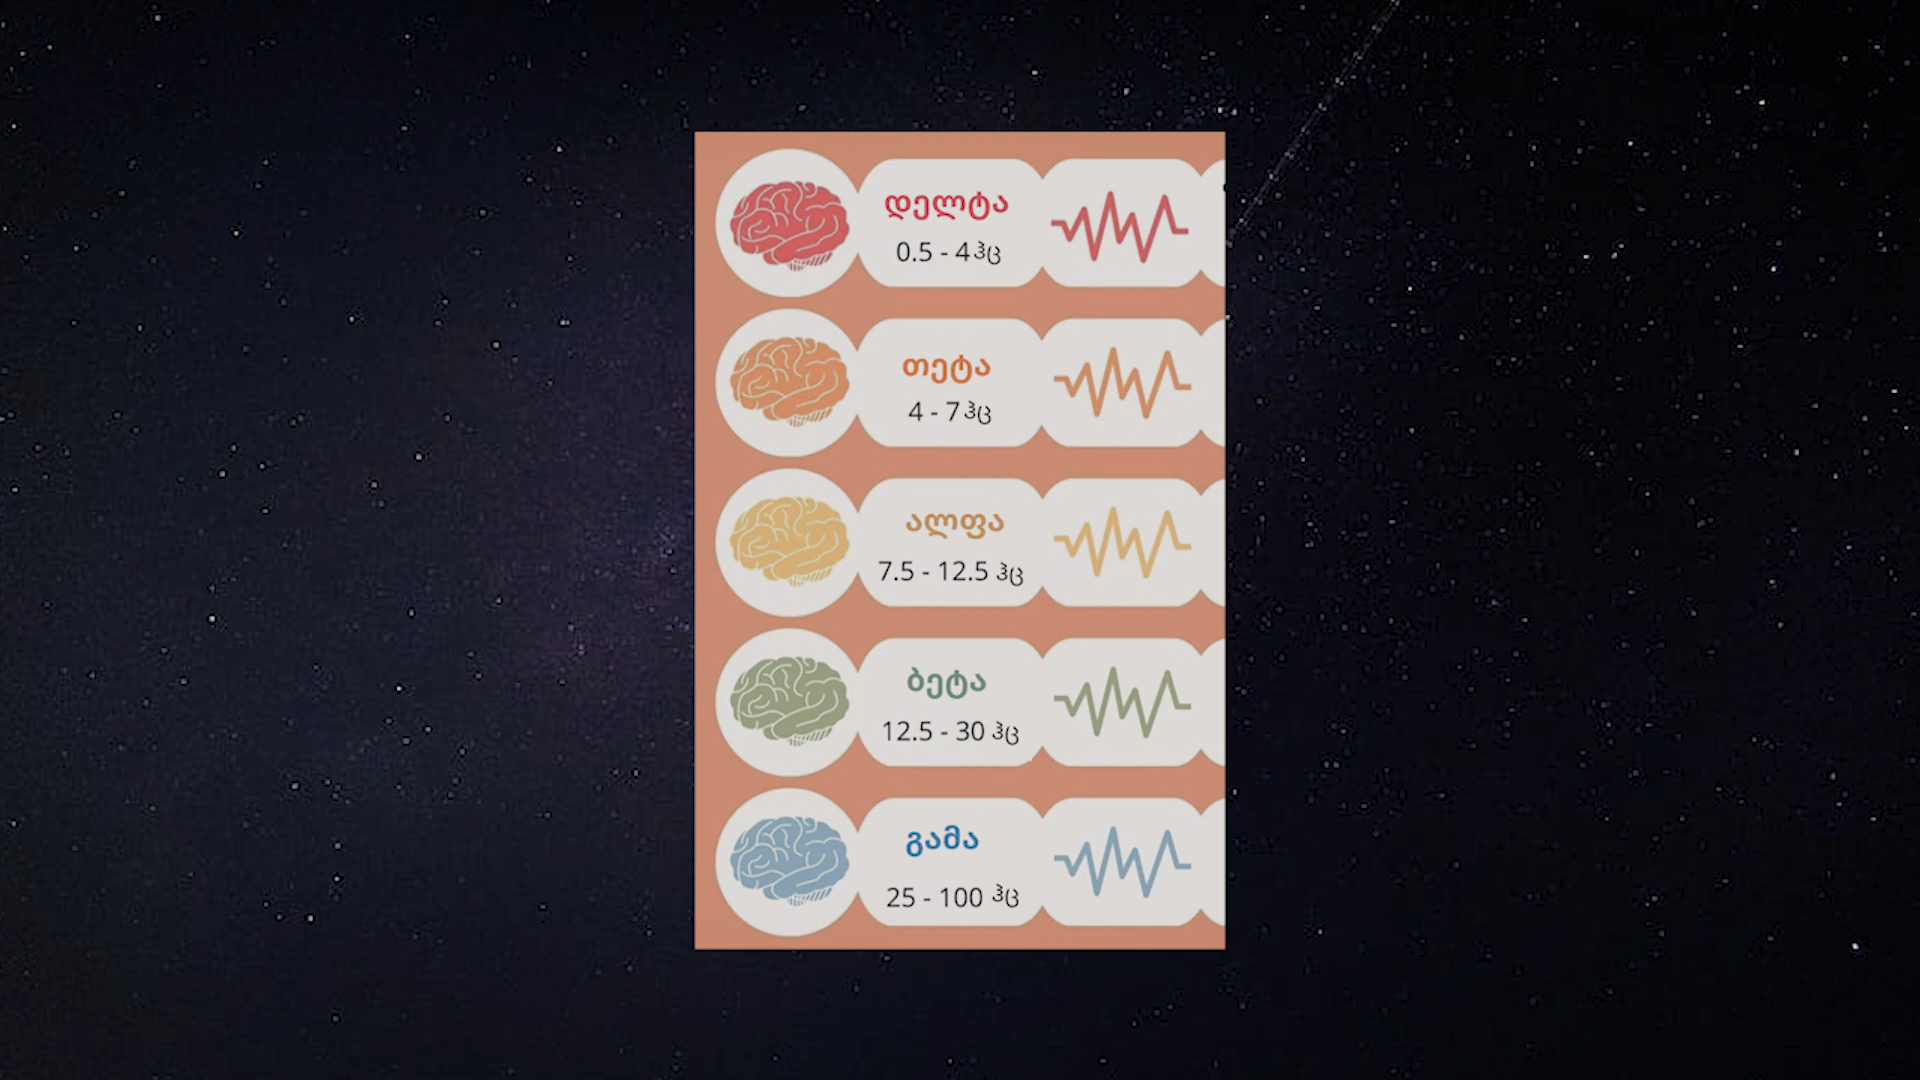 დელტა
0.5 - 4 ჰც
თეტა
4 - 7 ჰც
ალფა
7.5 - 12.5 ჰც
ბეტა
12.5 - 30 ჰც
გამა
25 - 100 ჰც